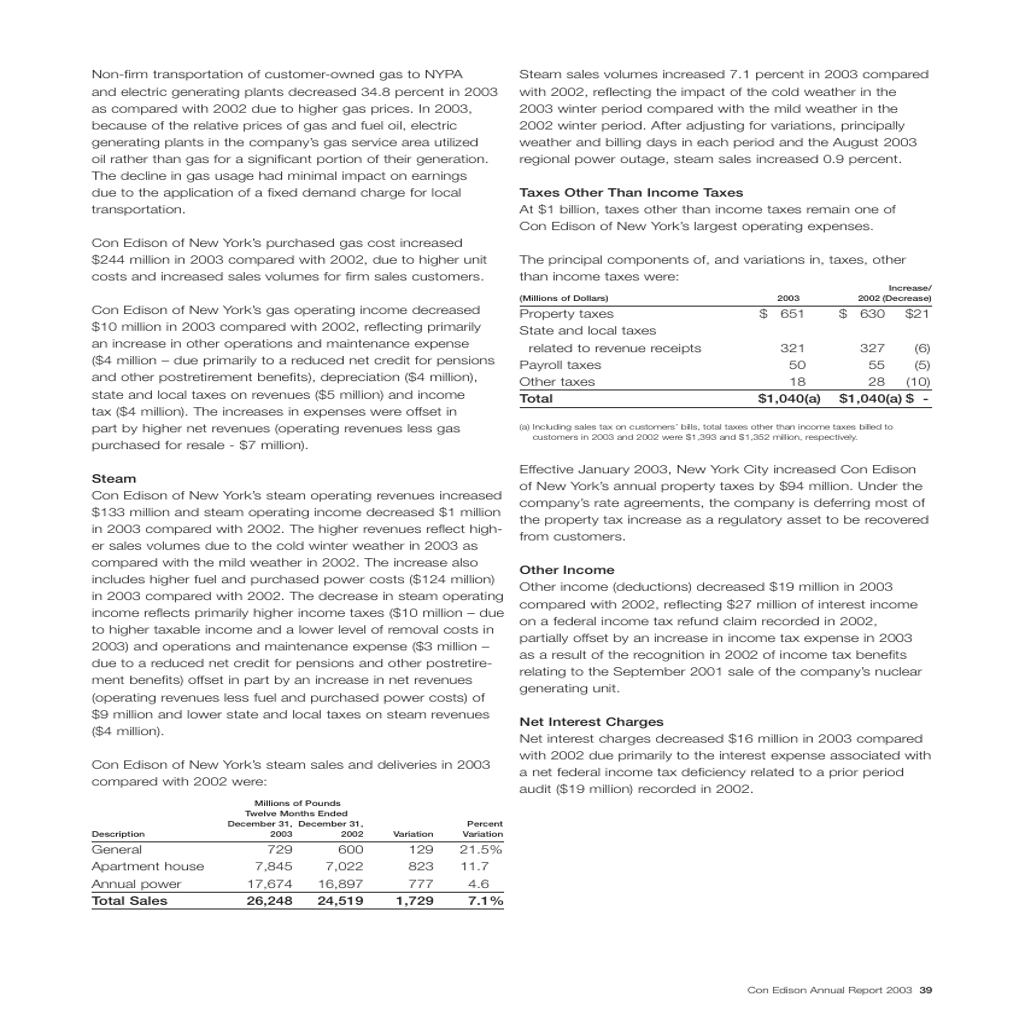 Non-firm transportation of customer-owned gas to NYPA
and electric generating plants decreased 34.8 percent in 2003
as compared with 2002 due to higher gas prices. In 2003,
because of the relative prices of gas and fuel oil, electric
generating plants in the company's gas service area utilized
oil rather than gas for a significant portion of their generation.
The decline in gas usage had minimal impact on earnings
due to the application of a fixed demand charge for local
transportation.
Con Edison of New York's purchased gas cost increased
$244 million in 2003 compared with 2002, due to higher unit
costs and increased sales volumes for firm sales customers.
Con Edison of New York's gas operating income decreased
$10 million in 2003 compared with 2002, reflecting primarily
an increase in other operations and maintenance expense
($4 million – due primarily to a reduced net credit for pensions
and other postretirement benefits), depreciation ($4 million),
state and local taxes on revenues ($5 million) and income
tax ($4 million). The increases in expenses were offset in
part by higher net revenues (operating revenues less gas
purchased for resale - $7 million).
Steam
Con Edison of New York's steam operating revenues increased
$133 million and steam operating income decreased $1 million
in 2003 compared with 2002. The higher revenues reflect high-
er sales volumes due to the cold winter weather in 2003 as
compared with the mild weather in 2002. The increase also
includes higher fuel and purchased power costs ($124 million)
in 2003 compared with 2002. The decrease in steam operating
income reflects primarily higher income taxes ($10 million – due
to higher taxable income and a lower level of removal costs in
2003) and operations and maintenance expense ($3 million –
due to a reduced net credit for pensions and other postretire-
ment benefits) offset in part by an increase in net revenues
(operating revenues less fuel and purchased power costs) of
$9 million and lower state and local taxes on steam revenues
($4 million).
Con Edison of New York's steam sales and deliveries in 2003
compared with 2002 were:
Millions of Pounds
Twelve Months Ended
December 31, December 31, Percent
Description 2003 2002 Variation Variation
General 729 600 129 21.5%
Apartment house 7,845 7,022 823 11.7
Annual power 17,674 16,897 777 4.6
Total Sales 26,248 24,519 1,729 7.1%
Steam sales volumes increased 7.1 percent in 2003 compared
with 2002, reflecting the impact of the cold weather in the
2003 winter period compared with the mild weather in the
2002 winter period. After adjusting for variations, principally
weather and billing days in each period and the August 2003
regional power outage, steam sales increased 0.9 percent.
Taxes Other Than Income Taxes
At $1 billion, taxes other than income taxes remain one of
Con Edison of New York's largest operating expenses.
The principal components of, and variations in, taxes, other
than income taxes were:
Increase/
(Millions of Dollars) 2003 2002 (Decrease)
Property taxes $ 651 $ 630 $21
State and local taxes
related to revenue receipts 321 327 (6)
Payroll taxes 50 55 (5)
Other taxes 18 28 (10)
Total $1,040(a) $1,040(a) $ -
(a) Including sales tax on customers' bills, total taxes other than income taxes billed to
customers in 2003 and 2002 were $1,393 and $1,352 million, respectively.
Effective January 2003, New York City increased Con Edison
of New York's annual property taxes by $94 million. Under the
company's rate agreements, the company is deferring most of
the property tax increase as a regulatory asset to be recovered
from customers.
Other Income
Other income (deductions) decreased $19 million in 2003
compared with 2002, reflecting $27 million of interest income
on a federal income tax refund claim recorded in 2002,
partially offset by an increase in income tax expense in 2003
as a result of the recognition in 2002 of income tax benefits
relating to the September 2001 sale of the company's nuclear
generating unit.
Net Interest Charges
Net interest charges decreased $16 million in 2003 compared
with 2002 due primarily to the interest expense associated with
a net federal income tax deficiency related to a prior period
audit ($19 million) recorded in 2002.
Con Edison Annual Report 2003 39